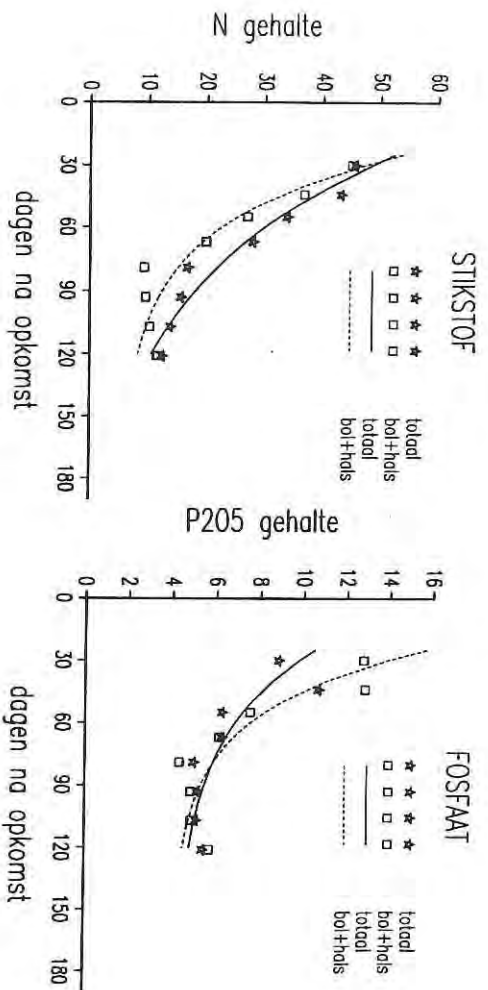 STIKSTOF
totaal
bol+hals
totaal
bol+hals
N gehalte
60
50
40
30
20
10
0
0 30 60 90 120 150 180
dagen na opkomst
FOSFAAT
totaal
bol+hals
totaal
bol+hals
P205 gehalte
16
14
12
10
8
6
4
2
0
0 30 60 90 120 150 180
dagen na opkomst